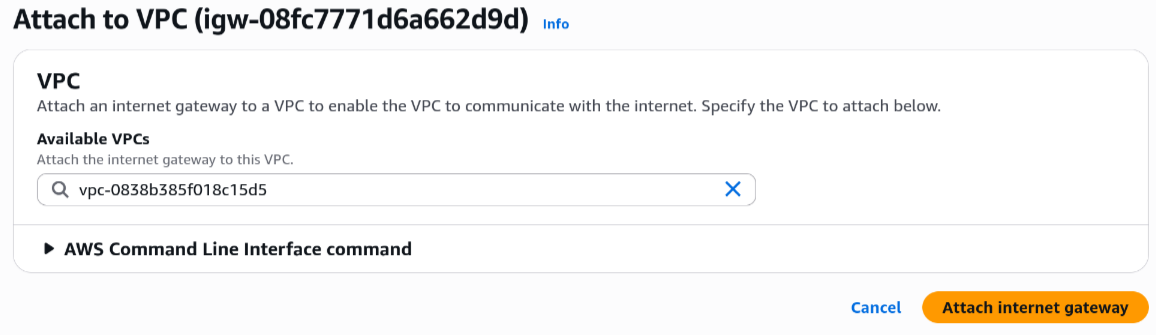 Attach to VPC (igw-08fc7771d6a662d9d) Info
VPC
Attach an internet gateway to a VPC to enable the VPC to communicate with the internet. Specify the VPC to attach below.
Available VPCs
Attach the internet gateway to this VPC.
vpc-0838b385f018c15d5
AWS Command Line Interface command
Cancel Attach internet gateway